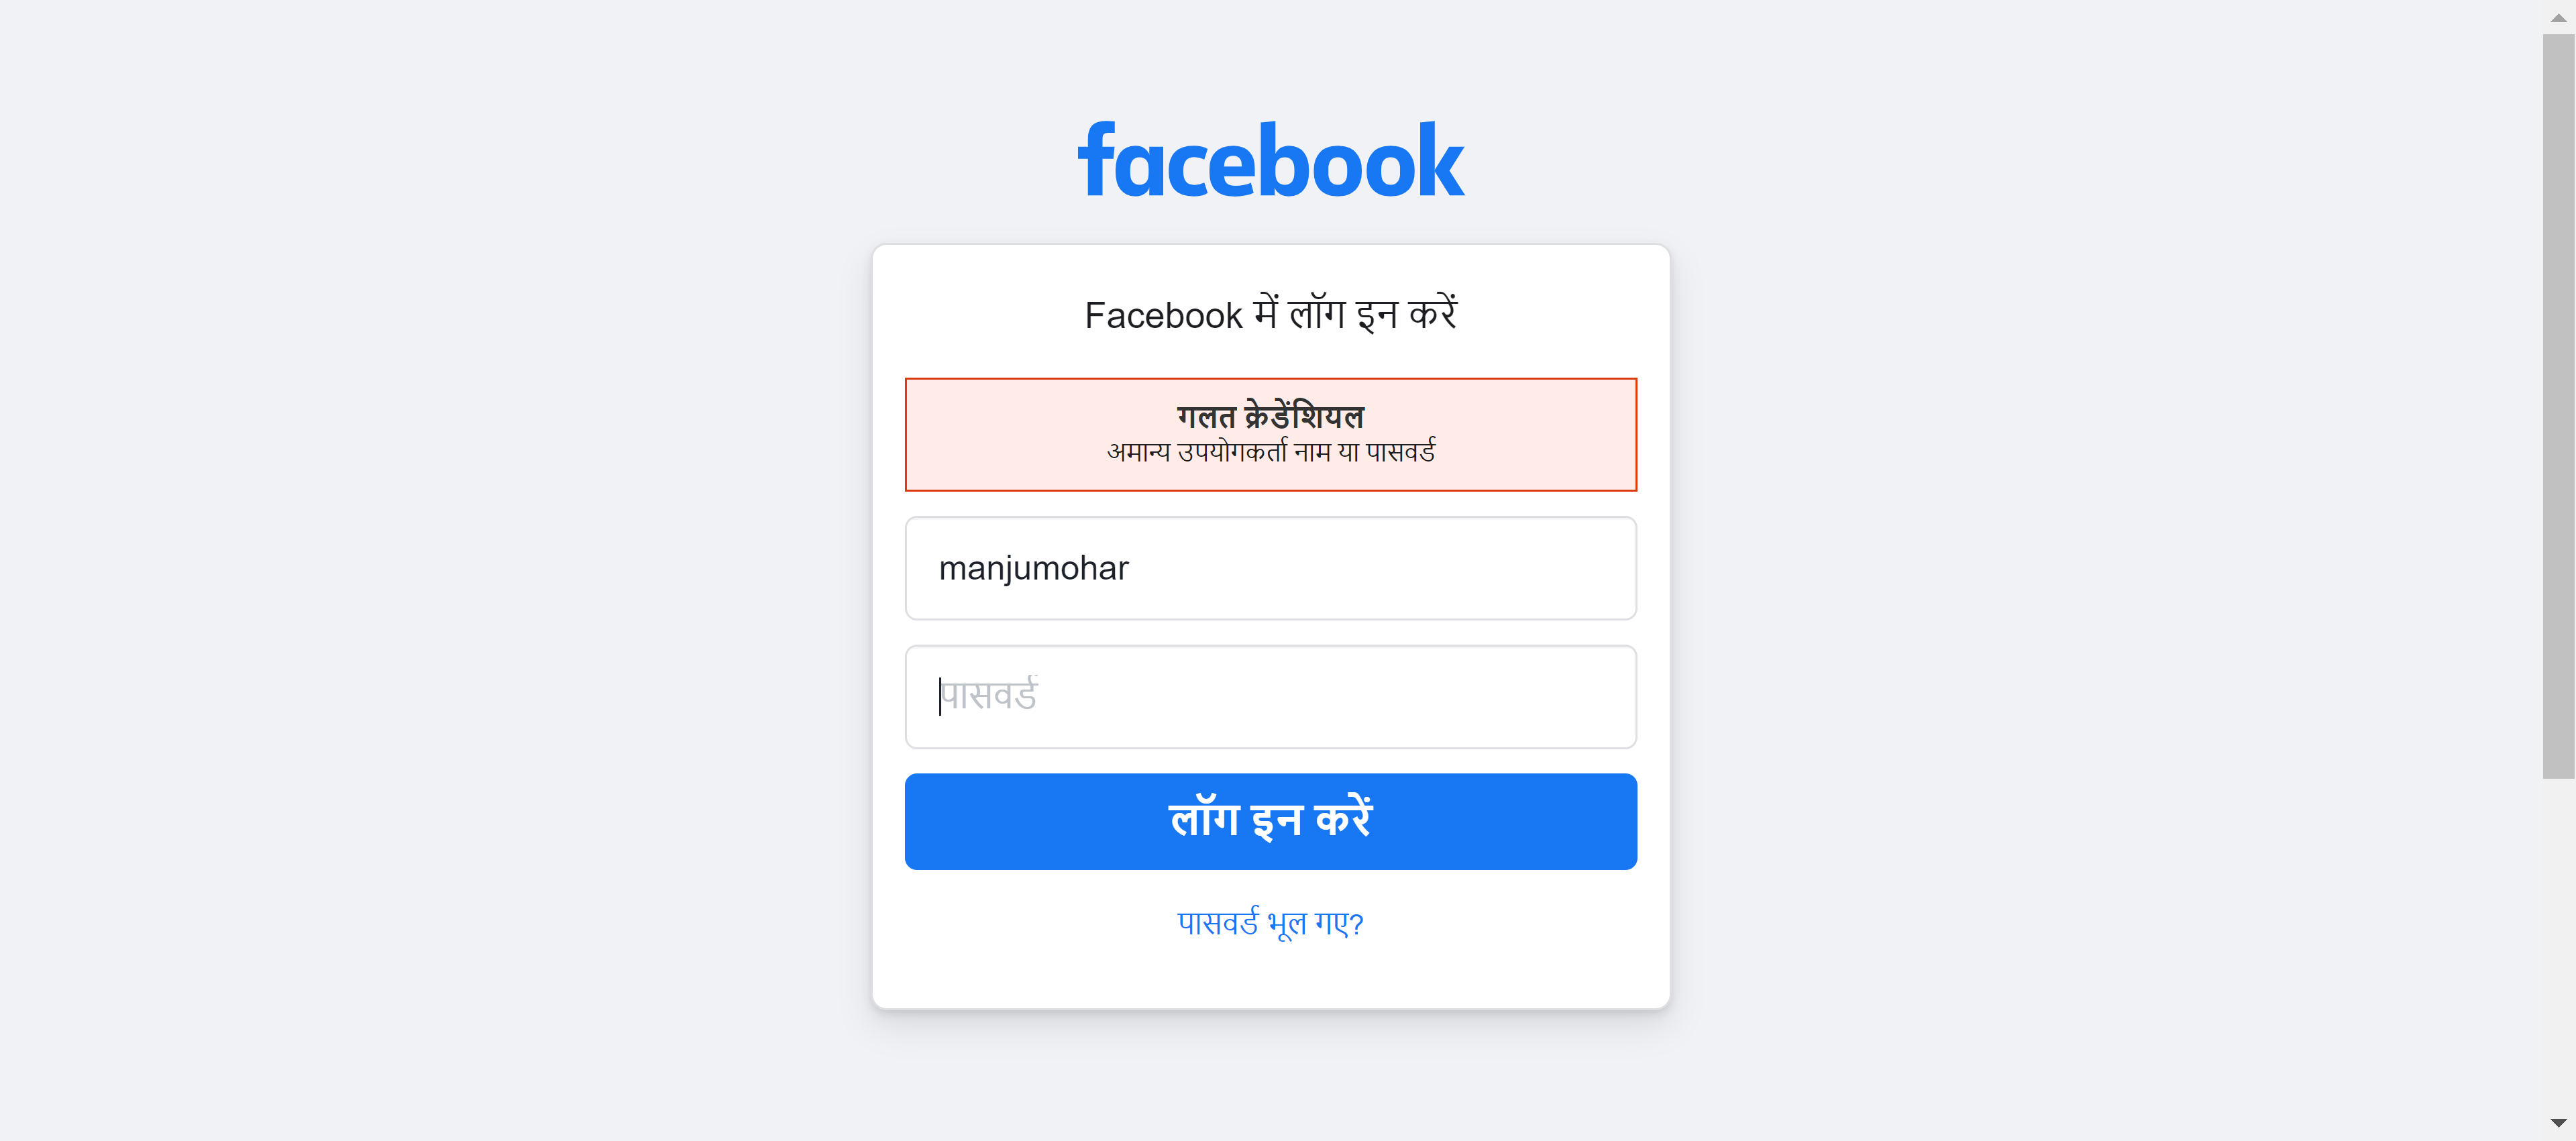 facebook
Facebook में लॉग इन करें
गलत क्रेडेंशियल
अमान्य उपयोगकर्ता नाम या पासवर्ड
manjumohar
पासवर्ड
लॉग इन करें
पासवर्ड भूल गए?